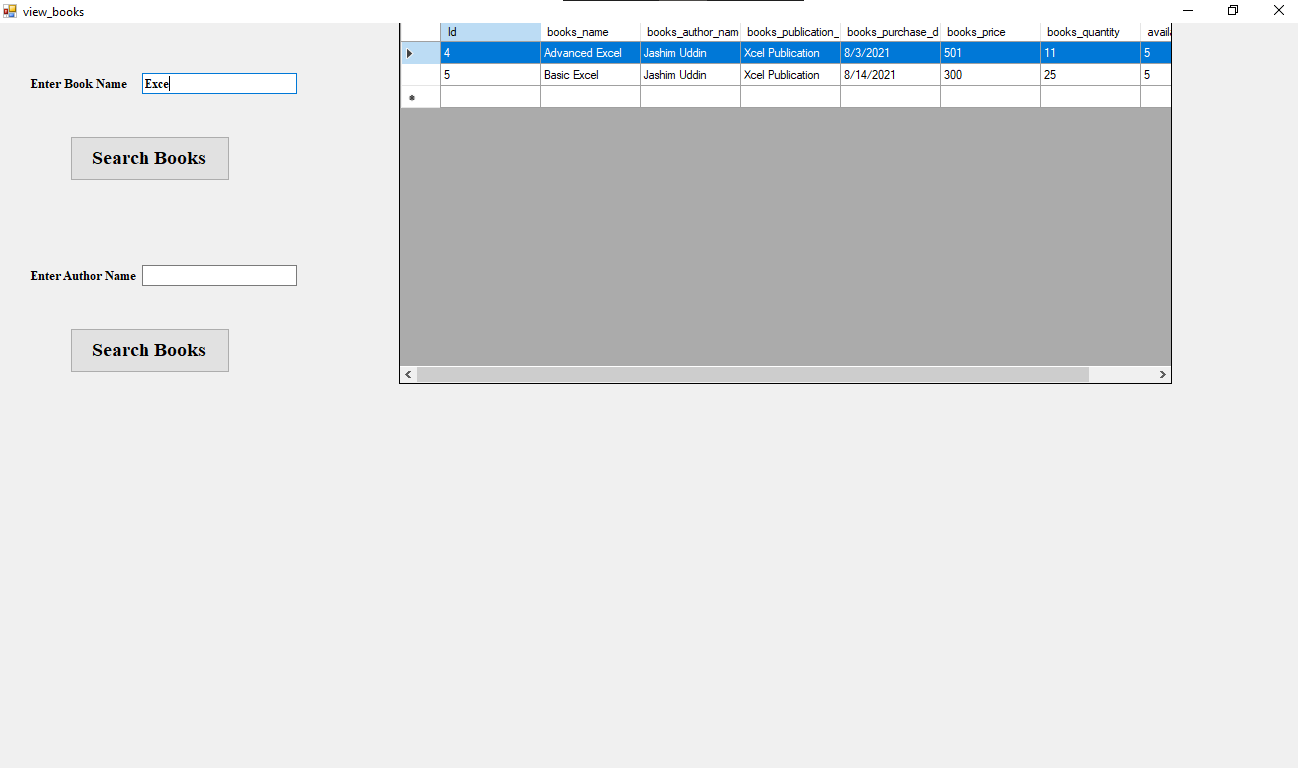 view_books
Enter Book Name Exce
Search Books
Enter Author Name
Search Books
Id books_name books_author_nam books_publication_ books_purchase_d books_price books_quantity avail
4 Advanced Excel Jashim Uddin Xcel Publication 8/3/2021 501 11 5
5 Basic Excel Jashim Uddin Xcel Publication 8/14/2021 300 25 5